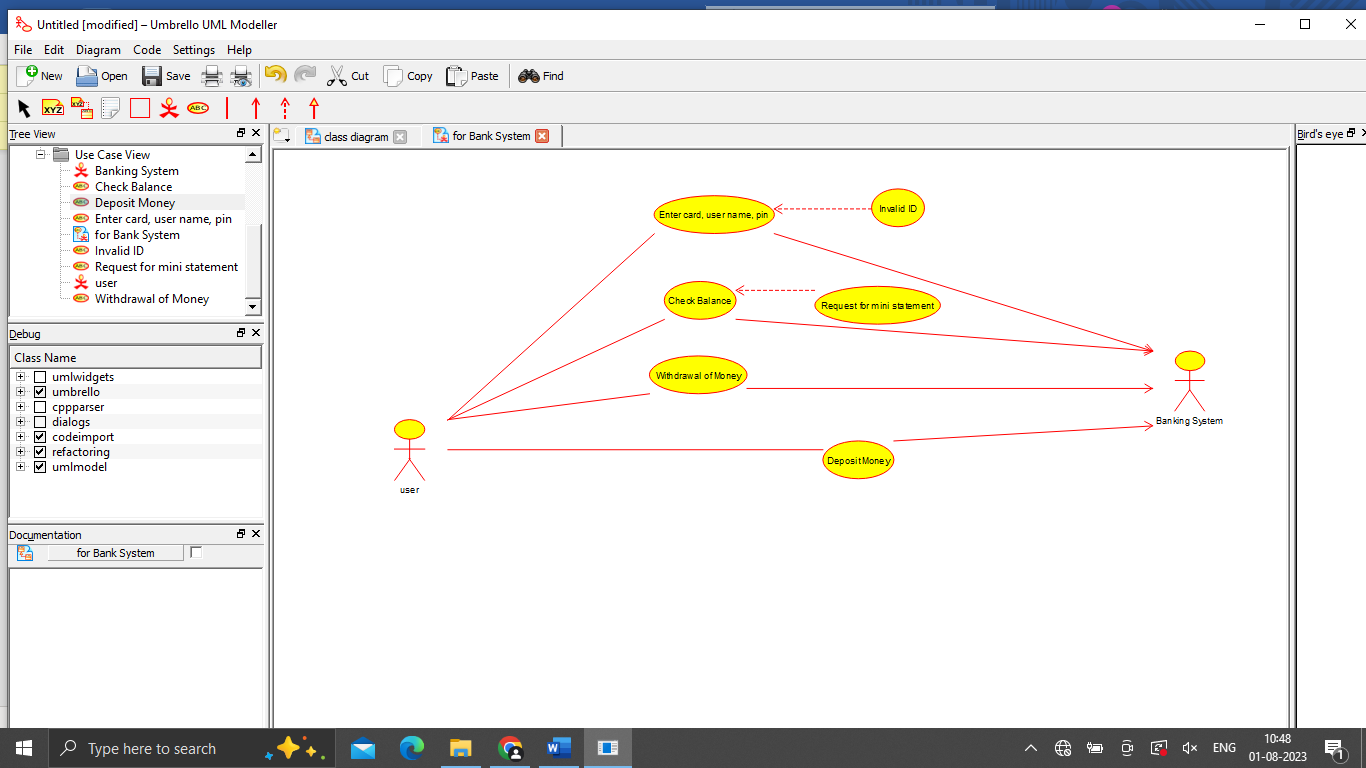 Untitled [modified] – Umbrello UML Modeller
File Edit Diagram Code Settings Help
New Open Save Cut Copy Paste Find
XYZ XYZ ABC
Tree View
class diagram
for Bank System
Bird's eye
Use Case View
Banking System
Check Balance
Deposit Money
Enter card, user name, pin
for Bank System
Invalid ID
Request for mini statement
user
Withdrawal of Money
Debug
Class Name
umlwidgets
umbrello
cppparser
dialogs
codeimport
refactoring
umlmodel
Documentation
for Bank System
Enter card, user name, pin
Invalid ID
Check Balance
Request for mini statement
Withdrawal of Money
Banking System
Deposit Money
user
Type here to search
ENG
10:48
01-08-2023
1